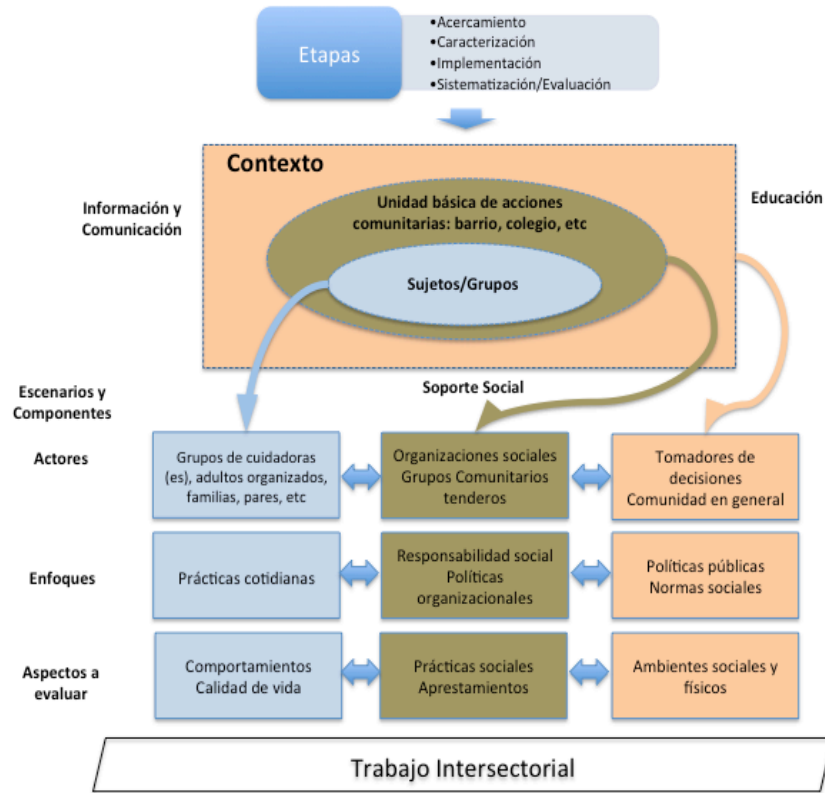 Etapas
•Acercamiento
•Caracterización
•Implementación
•Sistematización/Evaluación
Contexto
Unidad básica de acciones
comunitarias: barrio, colegio, etc
Sujetos/Grupos
Información y
Comunicación
Educación
Soporte Social
Escenarios y
Componentes
Actores
Grupos de cuidadoras
(es), adultos organizados,
familias, pares, etc
Organizaciones sociales
Grupos Comunitarios
tenderos
Tomadores de
decisiones
Comunidad en general
Enfoques
Prácticas cotidianas
Responsabilidad social
Políticas
organizacionales
Políticas públicas
Normas sociales
Aspectos a
evaluar
Comportamientos
Calidad de vida
Prácticas sociales
Aprestamientos
Ambientes sociales y
físicos
Trabajo Intersectorial